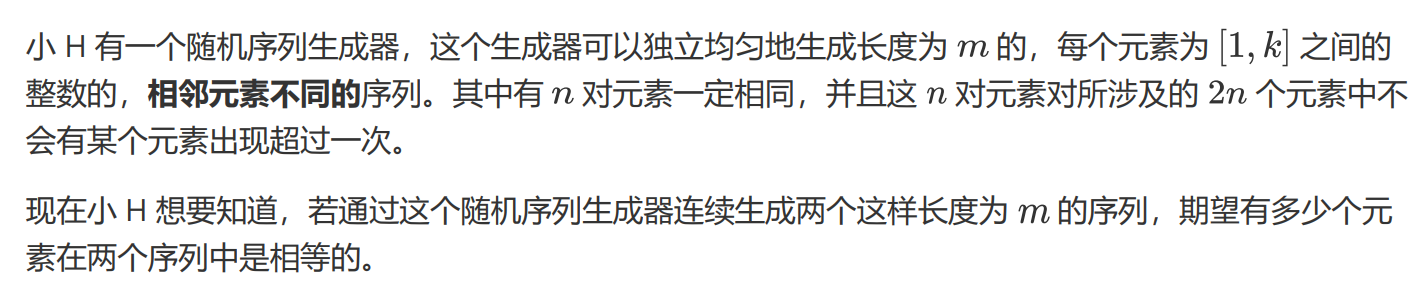 小 H 有一个随机序列生成器，这个生成器可以独立均匀地生成长度为 m 的，每个元素为 [1, k] 之间的
整数的，相邻元素不同的序列。其中有 n 对元素一定相同，并且这 n 对元素对所涉及的 2n 个元素中不
会有某个元素出现超过一次。
现在小 H 想要知道，若通过这个随机序列生成器连续生成两个这样长度为 m 的序列，期望有多少个元
素在两个序列中是相等的。